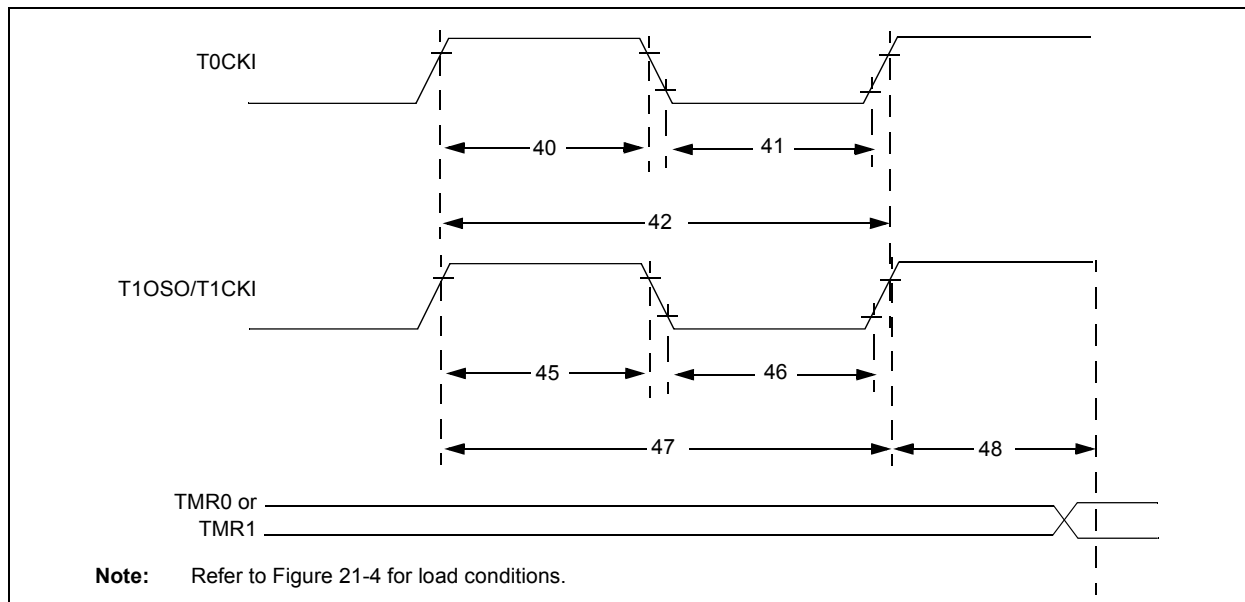 T0CKI
40
41
42
T1OSO/T1CKI
45
46
47
48
TMR0 or
TMR1
Note: Refer to Figure 21-4 for load conditions.